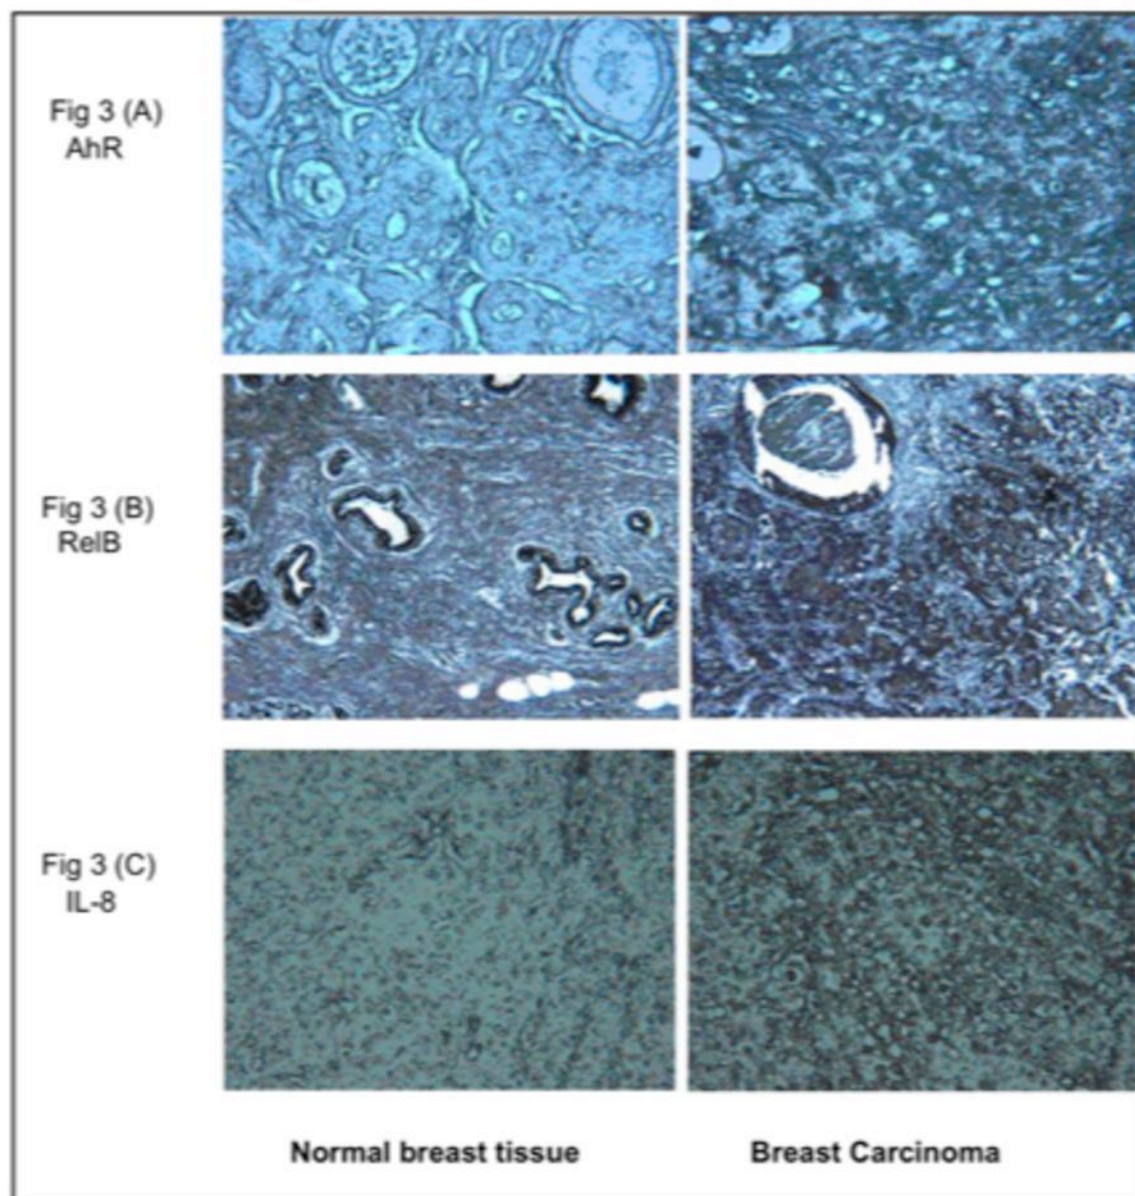 Fig 3 (A)
AhR
Fig 3 (B)
RelB
Fig 3 (C)
IL-8
Normal breast tissue
Breast Carcinoma